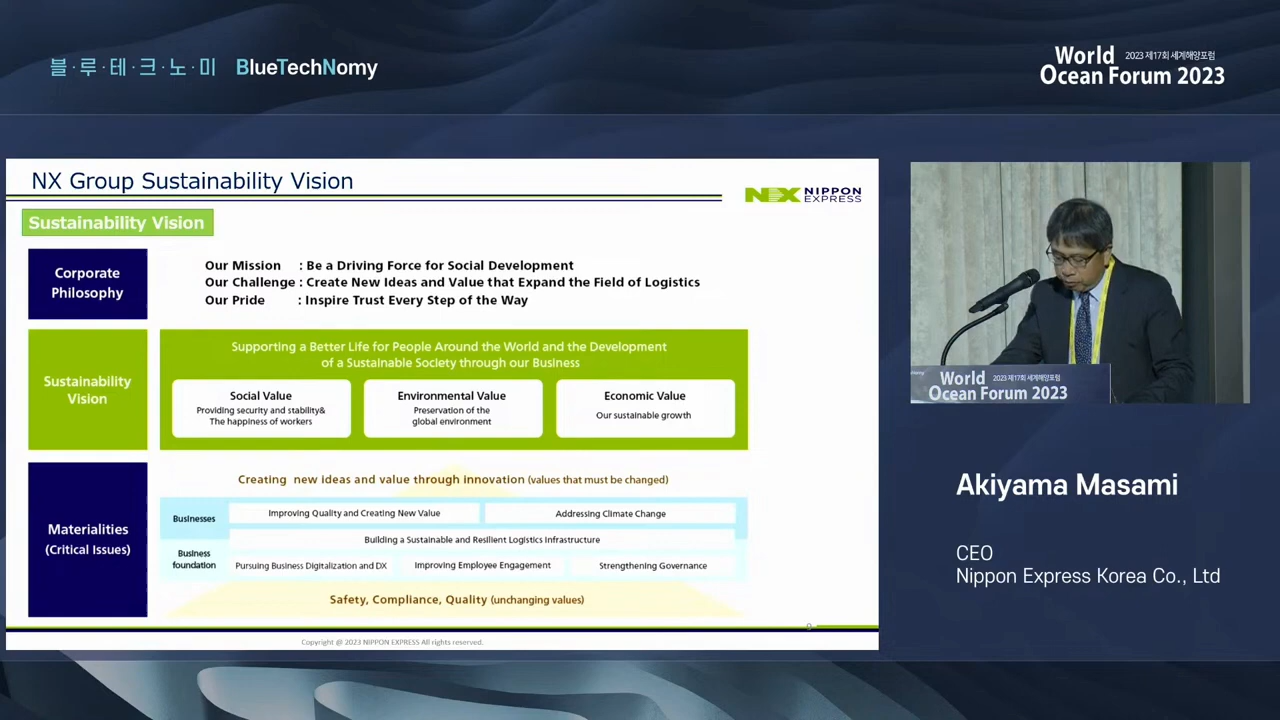 블·루·테·크·노·미 BlueTechNomy
World 2023 제17회 세계해양포럼
Ocean Forum 2023
NX Group Sustainability Vision
NX NIPPON
EXPRESS
Sustainability Vision
Corporate
Philosophy
Our Mission : Be a Driving Force for Social Development
Our Challenge : Create New Ideas and Value that Expand the Field of Logistics
Our Pride : Inspire Trust Every Step of the Way
Sustainability
Vision
Supporting a Better Life for People Around the World and the Development
of a Sustainable Society through our Business
Social Value
Providing security and stability&
The happiness of workers
Environmental Value
Preservation of the
global environment
Economic Value
Our sustainable growth
Materialities
(Critical Issues)
Creating new ideas and value through innovation (values that must be changed)
Businesses
Improving Quality and Creating New Value
Addressing Climate Change
Building a Sustainable and Resilient Logistics Infrastructure
Business
foundation
Pursuing Business Digitalization and DX
Improving Employee Engagement
Strengthening Governance
Safety, Compliance, Quality (unchanging values)
9
Copyright @ 2023 NIPPON EXPRESS All rights reserved.
World 2023 제17회 세계해양포럼
Ocean Forum 2023
Akiyama Masami
CEO
Nippon Express Korea Co., Ltd